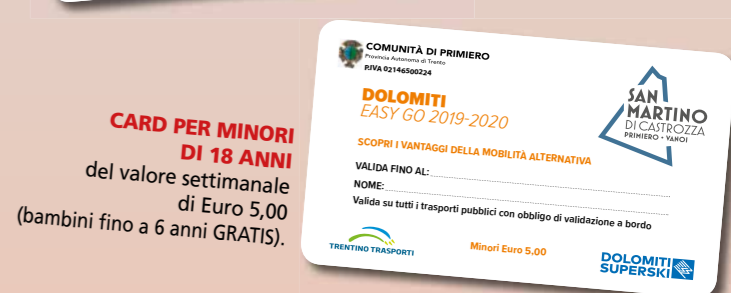 CARD PER MINORI
DI 18 ANNI
del valore settimanale
di Euro 5,00
(bambini fino a 6 anni GRATIS).
COMUNITÀ DI PRIMIERO
Provincia Autonoma di Trento
P.IVA 02146500224
SAN
MARTINO
DI CASTROZZA
PRIMIERO • VANOI
DOLOMITI
EASY GO 2019-2020
SCOPRI I VANTAGGI DELLA MOBILITÀ ALTERNATIVA
VALIDA FINO AL:
NOME:
Valida su tutti i trasporti pubblici con obbligo di validazione a bordo
TRENTINO TRASPORTI
Minori Euro 5,00
DOLOMITI
SUPERSKI